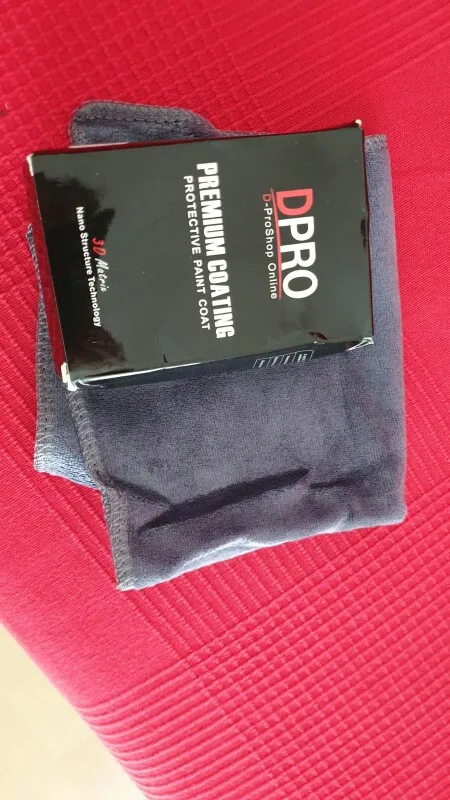 DPRO
D-ProShop Online
PREMIUM COATING
PROTECTIVE PAINT COAT
3D Matrix
Nano Structure Technology